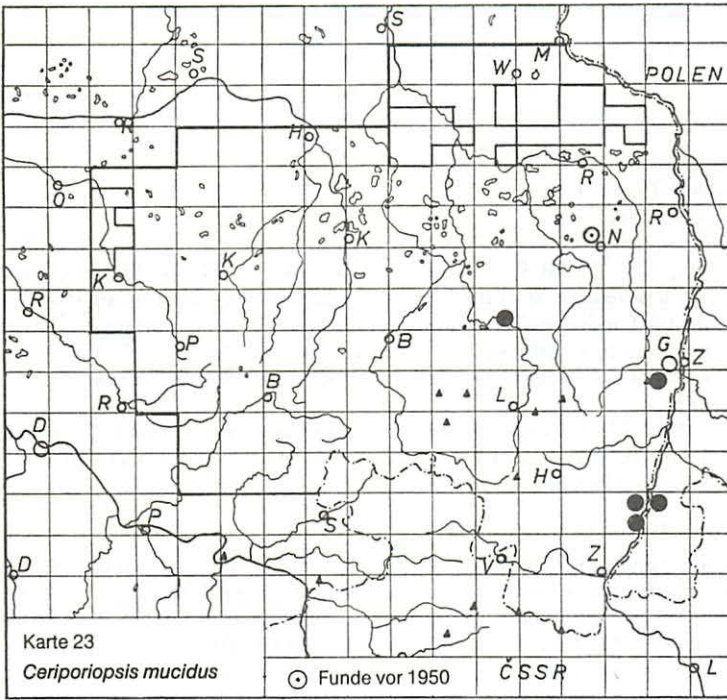 S
S
M
W
POLEN
R
H
R
O
R
N
K
K
K
R
P
B
G
Z
B
R
L
D
H
P
S
V
Z
D
Karte 23
Ceriporiopsis mucidus
Funde vor 1950
ČSSR
L